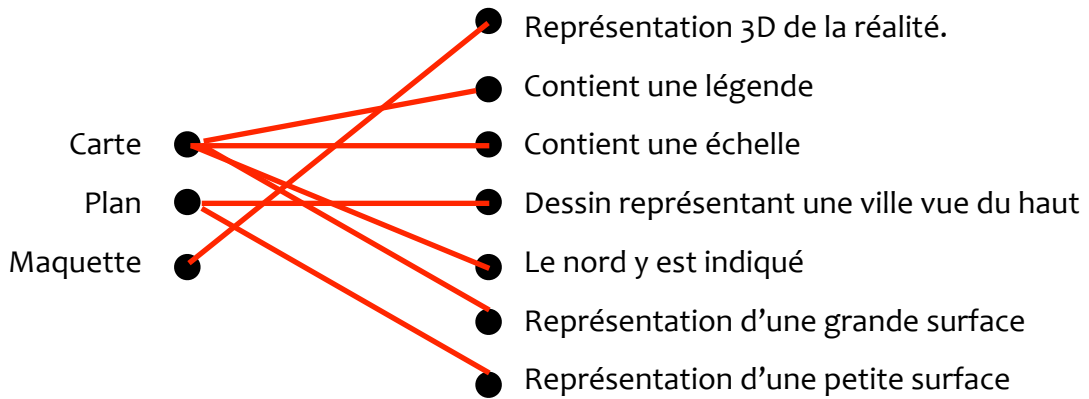 Représentation 3D de la réalité.
Contient une légende
Carte
Contient une échelle
Plan
Dessin représentant une ville vue du haut
Maquette
Le nord y est indiqué
Représentation d’une grande surface
Représentation d’une petite surface